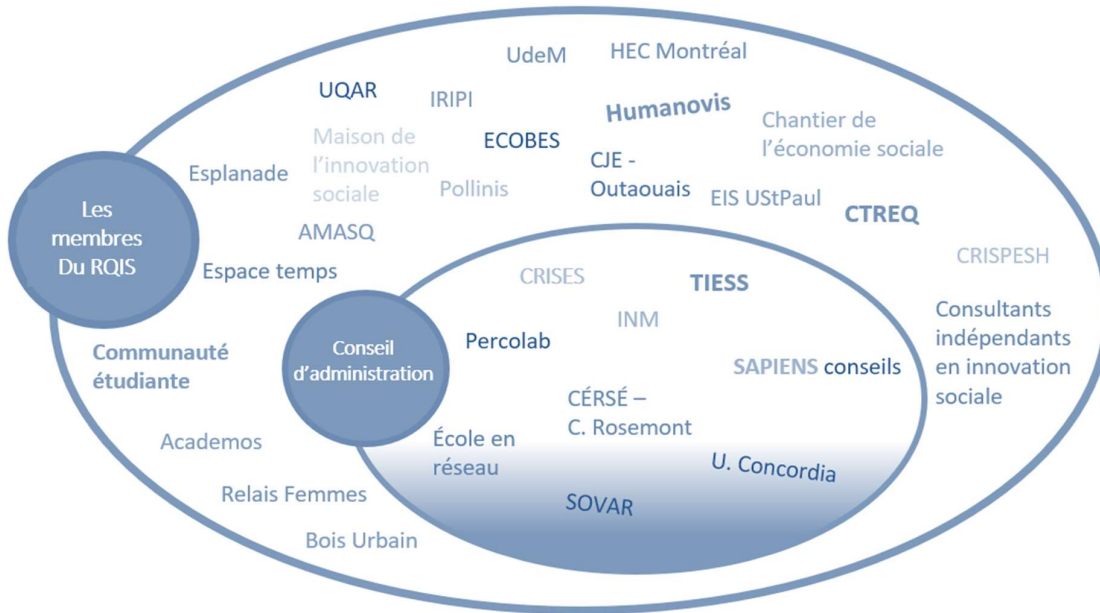 UdeM
HEC Montréal
UQAR
IRIPI
Humanovis
Maison de
l'innovation
sociale
ECOBES
Chantier de
l'économie sociale
Esplanade
Pollinis
CJE -
Outaouais
EIS UStPaul
CTREQ
Les
membres
Du RQIS
AMASQ
Espace temps
CRISPESH
CRISES
TIESS
INM
Consultants
indépendants
en innovation
sociale
Communauté
étudiante
Conseil
d'administration
Percolab
SAPIENS conseils
CÉRSÉ –
C. Rosemont
Academos
École en
réseau
U. Concordia
Relais Femmes
SOVAR
Bois Urbain